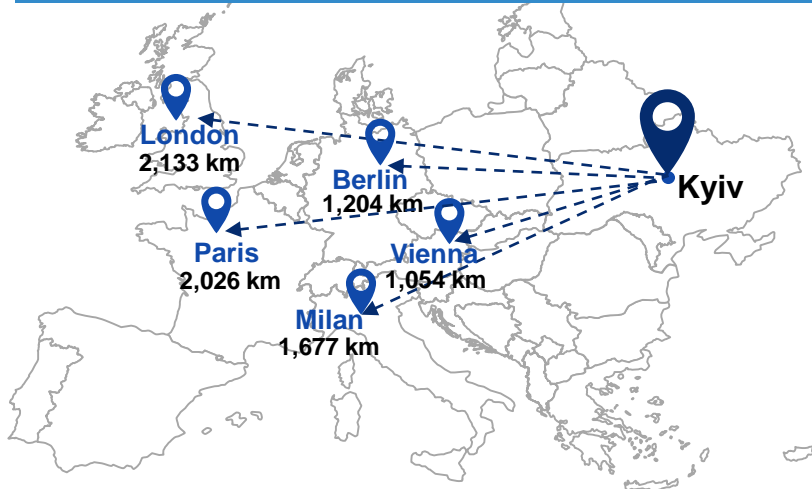 London
2,133 km
Berlin
1,204 km
Kyiv
Paris
2,026 km
Vienna
1,054 km
Milan
1,677 km